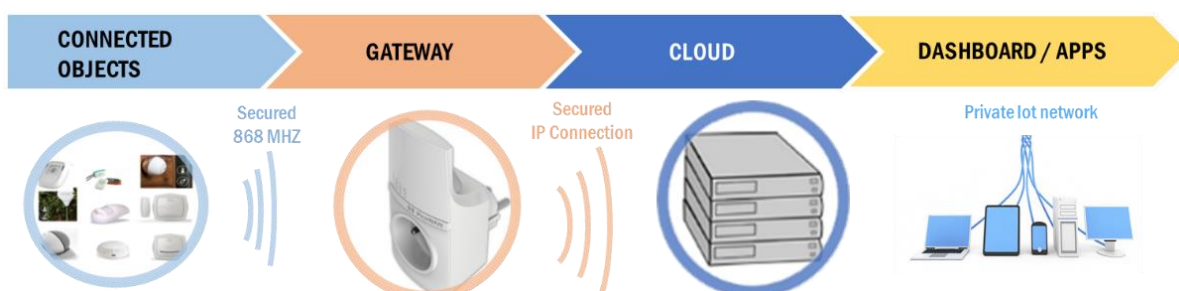 CONNECTED
OBJECTS
GATEWAY
CLOUD
DASHBOARD / APPS
Secured
868 MHZ
Secured
IP Connection
Private Iot network